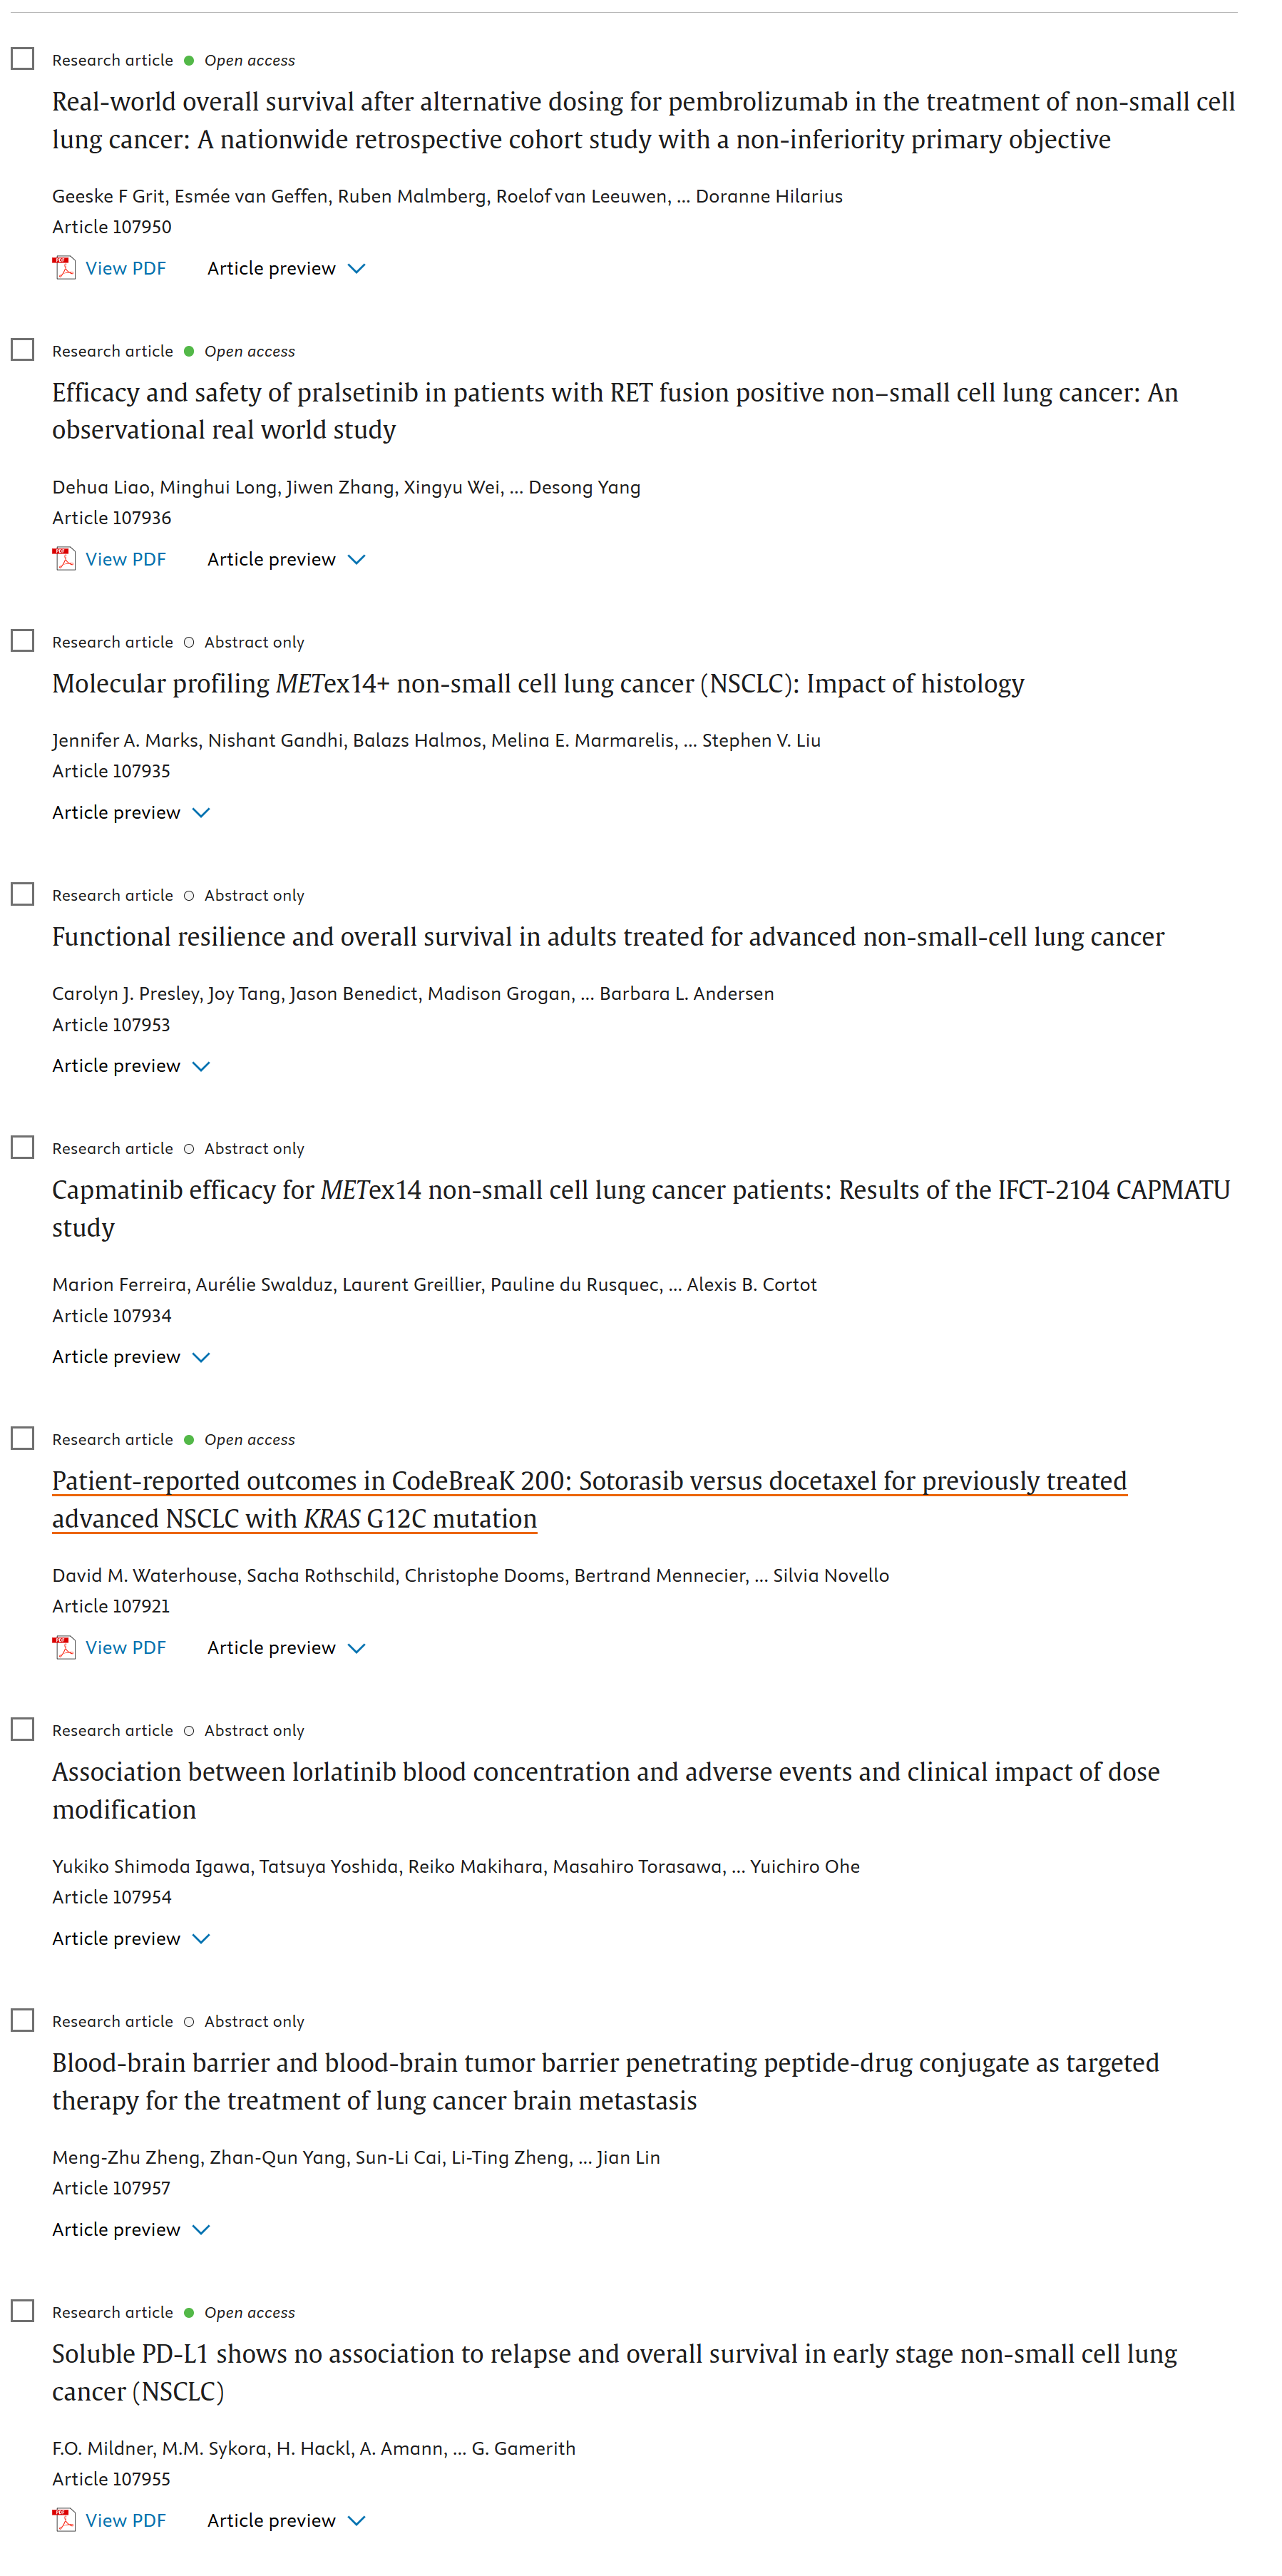 Research article Open access
Real-world overall survival after alternative dosing for pembrolizumab in the treatment of non-small cell
lung cancer: A nationwide retrospective cohort study with a non-inferiority primary objective
Geeske F Grit, Esmée van Geffen, Ruben Malmberg, Roelof van Leeuwen, ... Doranne Hilarius
Article 107950
View PDF Article preview
Research article Open access
Efficacy and safety of pralsetinib in patients with RET fusion positive non–small cell lung cancer: An
observational real world study
Dehua Liao, Minghui Long, Jiwen Zhang, Xingyu Wei, ... Desong Yang
Article 107936
View PDF Article preview
Research article Abstract only
Molecular profiling METex14+ non-small cell lung cancer (NSCLC): Impact of histology
Jennifer A. Marks, Nishant Gandhi, Balazs Halmos, Melina E. Marmarelis, ... Stephen V. Liu
Article 107935
Article preview
Research article Abstract only
Functional resilience and overall survival in adults treated for advanced non-small-cell lung cancer
Carolyn J. Presley, Joy Tang, Jason Benedict, Madison Grogan, ... Barbara L. Andersen
Article 107953
Article preview
Research article Abstract only
Capmatinib efficacy for METex14 non-small cell lung cancer patients: Results of the IFCT-2104 CAPMATU
study
Marion Ferreira, Aurélie Swalduz, Laurent Greillier, Pauline du Rusquec, ... Alexis B. Cortot
Article 107934
Article preview
Research article Open access
Patient-reported outcomes in CodeBreaK 200: Sotorasib versus docetaxel for previously treated
advanced NSCLC with KRAS G12C mutation
David M. Waterhouse, Sacha Rothschild, Christophe Dooms, Bertrand Mennecier, ... Silvia Novello
Article 107921
View PDF Article preview
Research article Abstract only
Association between lorlatinib blood concentration and adverse events and clinical impact of dose
modification
Yukiko Shimoda Igawa, Tatsuya Yoshida, Reiko Makihara, Masahiro Torasawa, ... Yuichiro Ohe
Article 107954
Article preview
Research article Abstract only
Blood-brain barrier and blood-brain tumor barrier penetrating peptide-drug conjugate as targeted
therapy for the treatment of lung cancer brain metastasis
Meng-Zhu Zheng, Zhan-Qun Yang, Sun-Li Cai, Li-Ting Zheng, ... Jian Lin
Article 107957
Article preview
Research article Open access
Soluble PD-L1 shows no association to relapse and overall survival in early stage non-small cell lung
cancer (NSCLC)
F.O. Mildner, M.M. Sykora, H. Hackl, A. Amann, ... G. Gamerith
Article 107955
View PDF Article preview